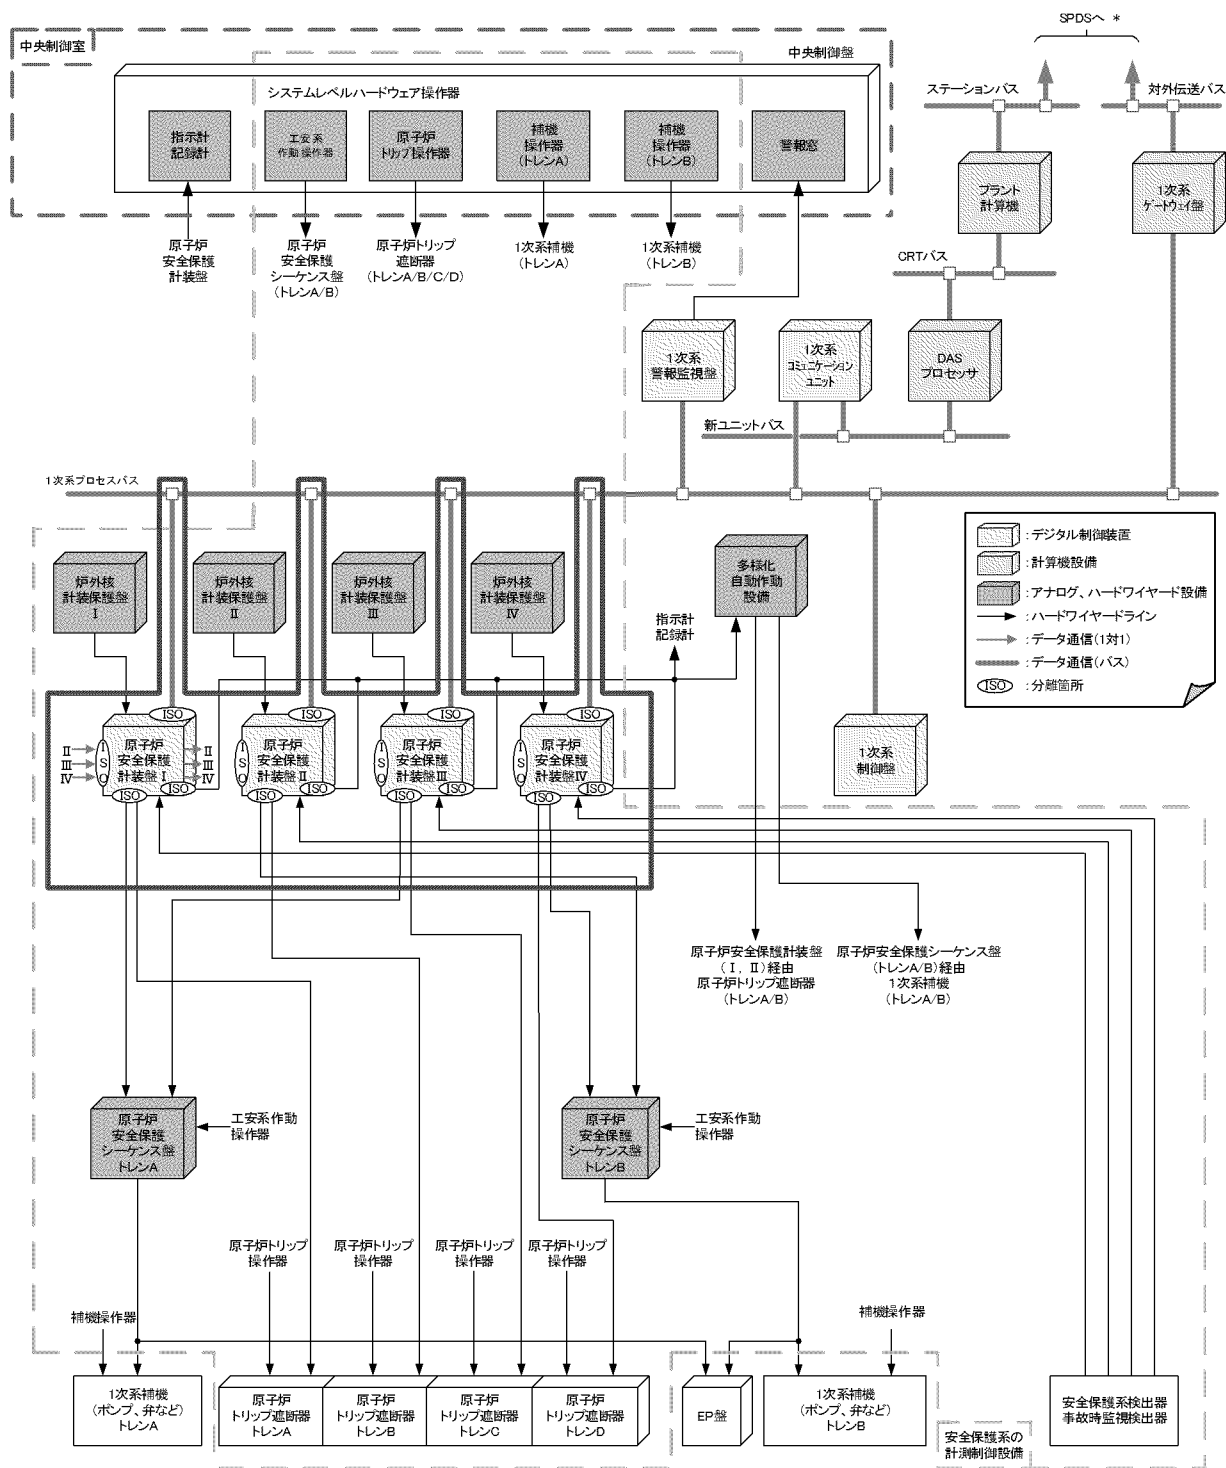 SPDSへ *
中央制御室
中央制御盤
ステーションバス
対外伝送バス
システムレベルハードウェア操作器
指示計
記録計
工安系
作動操作器
原子炉
トリップ操作器
補機
操作器
(トレンA)
補機
操作器
(トレンB)
警報窓
プラント
計算機
1次系
ゲートウェイ盤
原子炉
安全保護
計装盤
原子炉
安全保護
シーケンス盤
(トレンA/B)
原子炉トリップ
遮断器
(トレンA/B/C/D)
1次系補機
(トレンA)
1次系補機
(トレンB)
CRTバス
1次系
警報監視盤
1次系
コミュニケーション
ユニット
DAS
プロセッサ
新ユニットバス
1次系プロセスバス
:デジタル制御装置
:計算機設備
:アナログ、ハードワイヤード設備
:ハードワイヤードライン
:データ通信(1対1)
:データ通信(バス)
ISO :分離箇所
炉外核
計装保護盤
Ⅰ
炉外核
計装保護盤
Ⅱ
炉外核
計装保護盤
Ⅲ
炉外核
計装保護盤
Ⅳ
多様化
自動作動
設備
指示計
記録計
ISO
ISO
ISO
ISO
Ⅱ
Ⅲ
Ⅳ
ISO
原子炉
安全保護
計装盤Ⅰ
Ⅱ
Ⅲ
Ⅳ
ISO
原子炉
安全保護
計装盤Ⅱ
ISO
原子炉
安全保護
計装盤Ⅲ
ISO
原子炉
安全保護
計装盤Ⅳ
1次系
制御盤
ISO
ISO
ISO
ISO
ISO
ISO
ISO
ISO
原子炉安全保護計装盤
(Ⅰ, Ⅱ)経由
原子炉トリップ遮断器
(トレンA/B)
原子炉安全保護シーケンス盤
(トレンA/B)経由
1次系補機
(トレンA/B)
原子炉
安全保護
シーケンス盤
トレンA
工安系作動
操作器
原子炉
安全保護
シーケンス盤
トレンB
工安系作動
操作器
原子炉トリップ
操作器
原子炉トリップ
操作器
原子炉トリップ
操作器
原子炉トリップ
操作器
補機操作器
補機操作器
1次系補機
(ポンプ、弁など)
トレンA
原子炉
トリップ遮断器
トレンA
原子炉
トリップ遮断器
トレンB
原子炉
トリップ遮断器
トレンC
原子炉
トリップ遮断器
トレンD
EP盤
1次系補機
(ポンプ、弁など)
トレンB
安全保護系検出器
事故時監視検出器
安全保護系の
計測制御設備